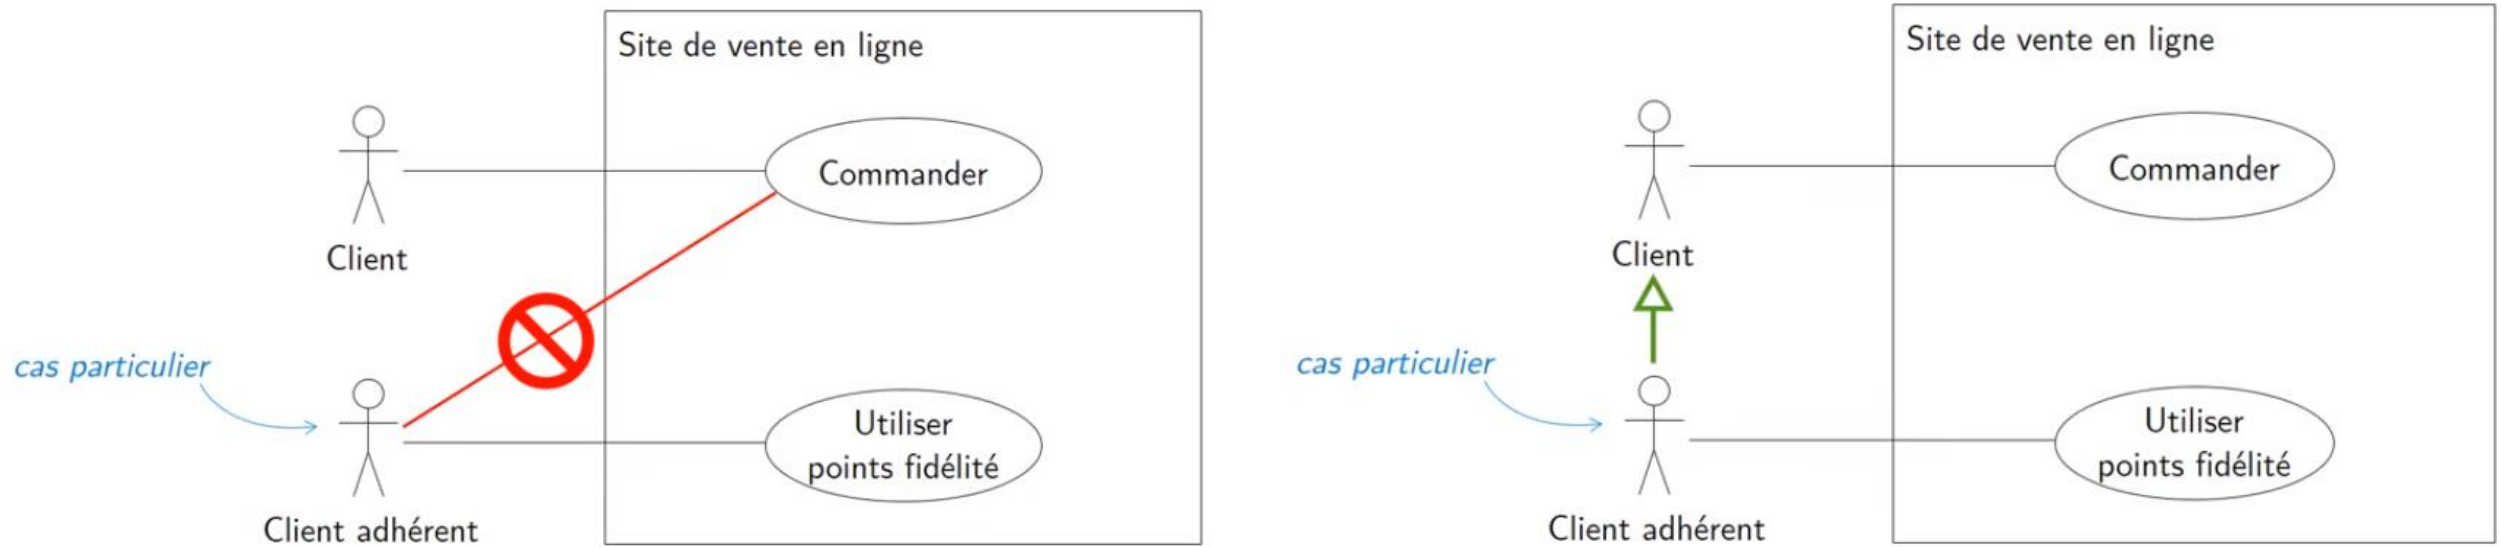 Site de vente en ligne
Commander
Client
cas particulier
Utiliser
points fidélité
Client adhérent
Site de vente en ligne
Commander
Client
cas particulier
Utiliser
points fidélité
Client adhérent